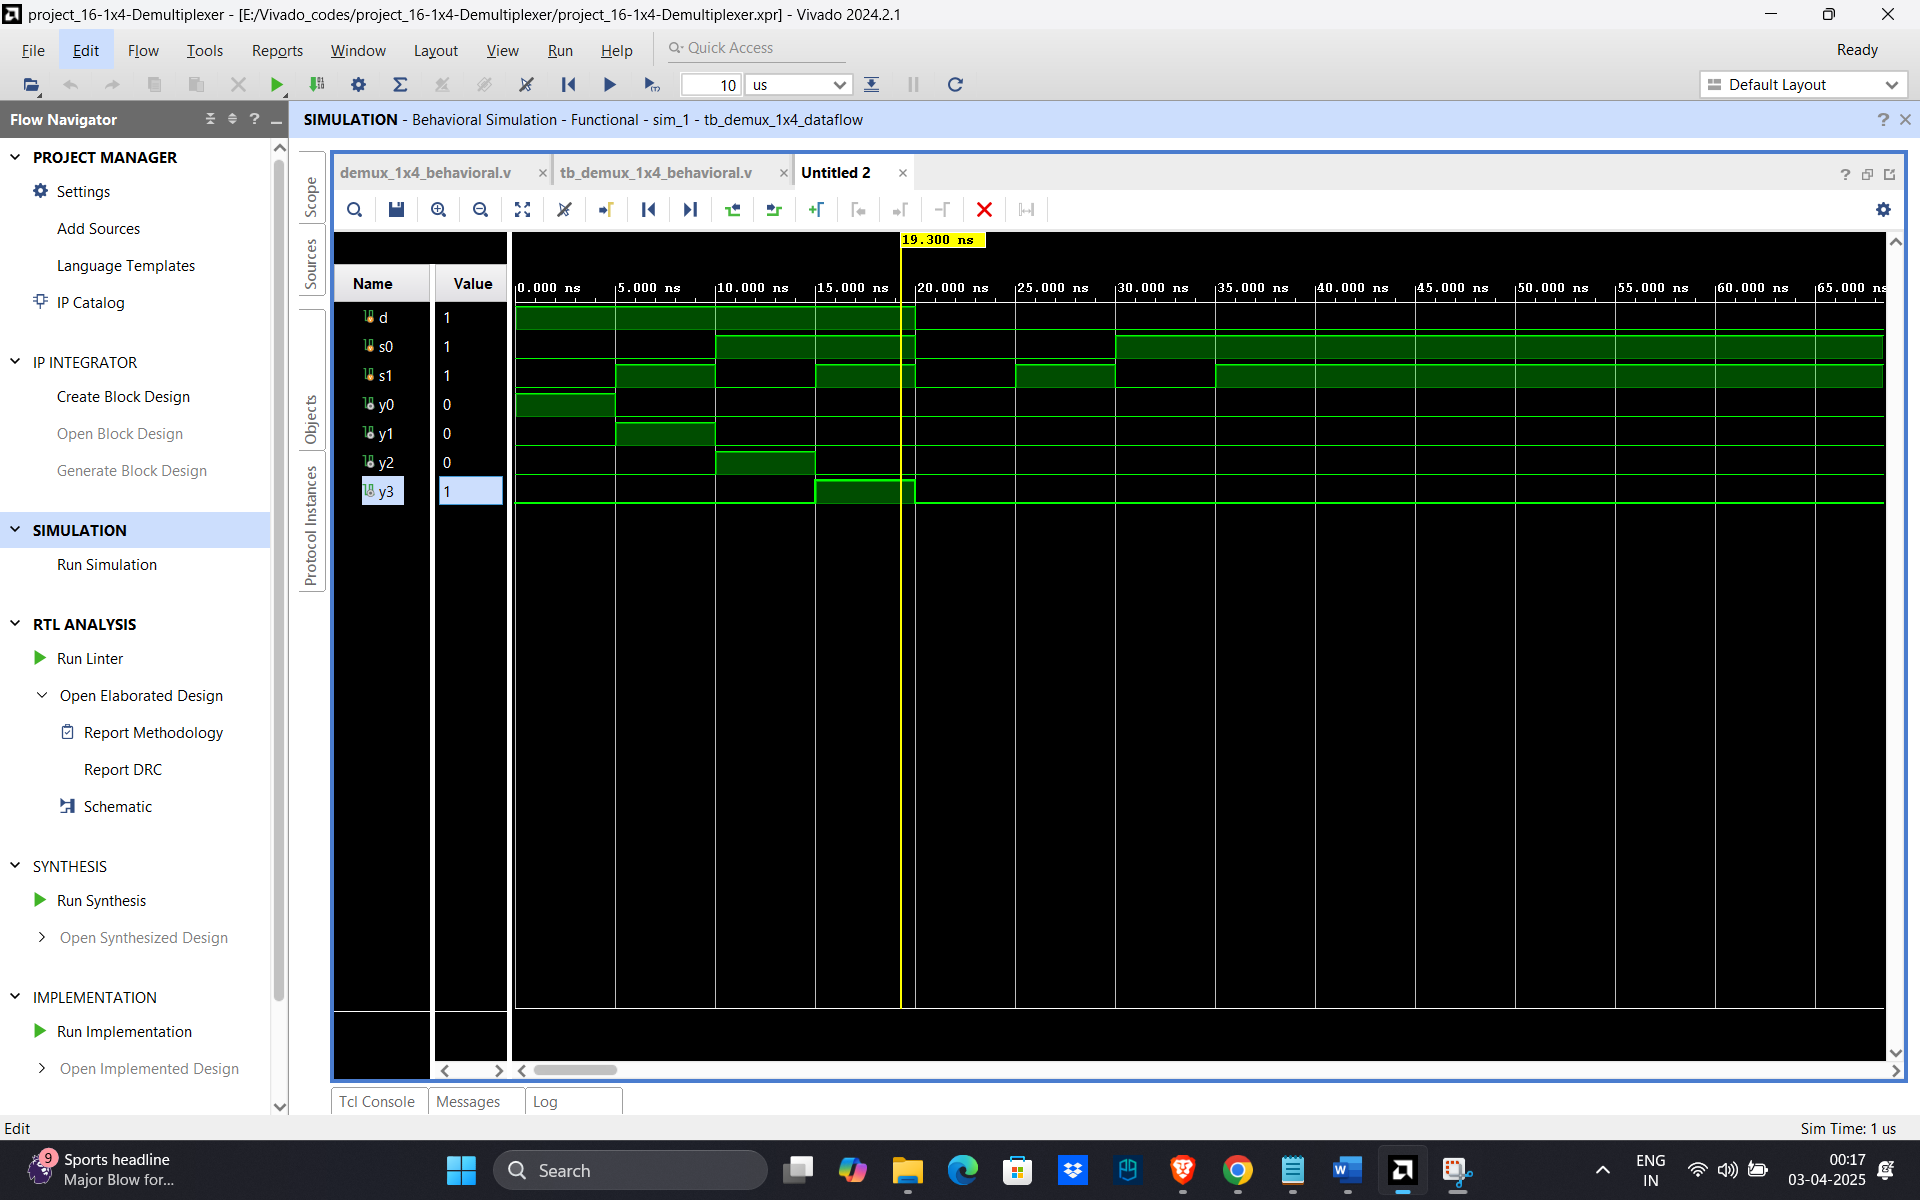 project_16-1x4-Demultiplexer - [E:/Vivado_codes/project_16-1x4-Demultiplexer/project_16-1x4-Demultiplexer.xpr] - Vivado 2024.2.1
File Edit Flow Tools Reports Window Layout View Run Help Quick Access Ready
10 us Default Layout
Flow Navigator
SIMULATION - Behavioral Simulation - Functional - sim_1 - tb_demux_1x4_dataflow
PROJECT MANAGER
Settings
Add Sources
Language Templates
IP Catalog
IP INTEGRATOR
Create Block Design
Open Block Design
Generate Block Design
SIMULATION
Run Simulation
RTL ANALYSIS
Run Linter
Open Elaborated Design
Report Methodology
Report DRC
Schematic
SYNTHESIS
Run Synthesis
Open Synthesized Design
IMPLEMENTATION
Run Implementation
Open Implemented Design
Scope
Sources
Objects
Protocol Instances
demux_1x4_behavioral.v tb_demux_1x4_behavioral.v Untitled 2
19.300 ns
Name Value
0.000 ns 5.000 ns 10.000 ns 15.000 ns 20.000 ns 25.000 ns 30.000 ns 35.000 ns 40.000 ns 45.000 ns 50.000 ns 55.000 ns 60.000 ns 65.000 ns
d 1
s0 1
s1 1
y0 0
y1 0
y2 0
y3 1
Tcl Console Messages Log
Edit Sim Time: 1 us
9
Sports headline
Major Blow for...
Search
ENG
IN
00:17
03-04-2025